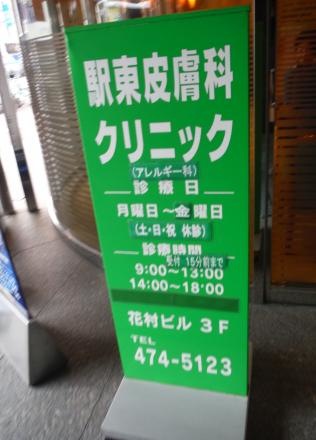 駅東皮膚科
クリニック
(アレルギー科)
診療日
月曜日～金曜日
(土・日・祝 休診)
診療時間
受付 15分前まで
9:00～13:00
14:00～18:00
花村ビル 3F
TEL
474-5123